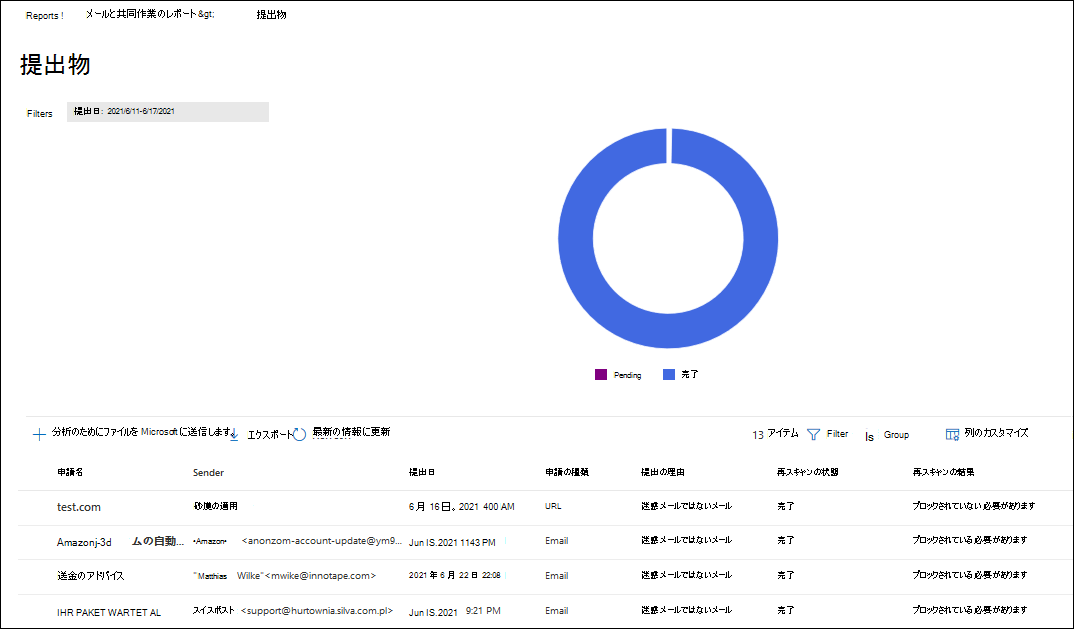 Reports ! メールと共同作業のレポート&gt; 提出物
提出物
Filters 提出日: 2021/6/11-6/17/2021
Pending 完了
分析のためにファイルを Microsoft に送信します エクスポート 最新の情報に更新 13 アイテム Filter Is Group 列のカスタマイズ
申請名 Sender 提出日 申請の種類 提出の理由 再スキャンの状態 再スキャンの結果
test.com 砂漠の適用 6 月 16日。2021 400 AM URL 迷惑メールではないメール 完了 ブロックされていない必要があります
Amazonj-3d ムの自動... •Amazon• <anonzom-account-update@ym9... Jun IS.2021 1143 PM Email 迷惑メールではないメール 完了 ブロックされている必要があります
送金のアドバイス "Matthias Wilke"<mwike@innotape.com> 2021 年 6 月 22 日 22:08 Email 迷惑メールではないメール 完了 ブロックされている必要があります
IHR PAKET WARTET AL スイスポスト <support@hurtownia.silva.com.pl> Jun IS.2021 9:21 PM Email 迷惑メールではないメール 完了 ブロックされている必要があります